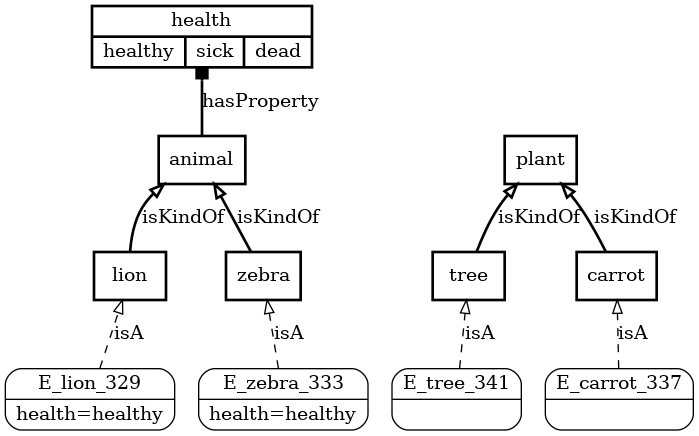 health
healthy sick dead
hasProperty
animal plant
isKindOf isKindOf isKindOf isKindOf
lion zebra tree carrot
isA isA isA isA
E_lion_329 E_zebra_333 E_tree_341 E_carrot_337
health=healthy health=healthy